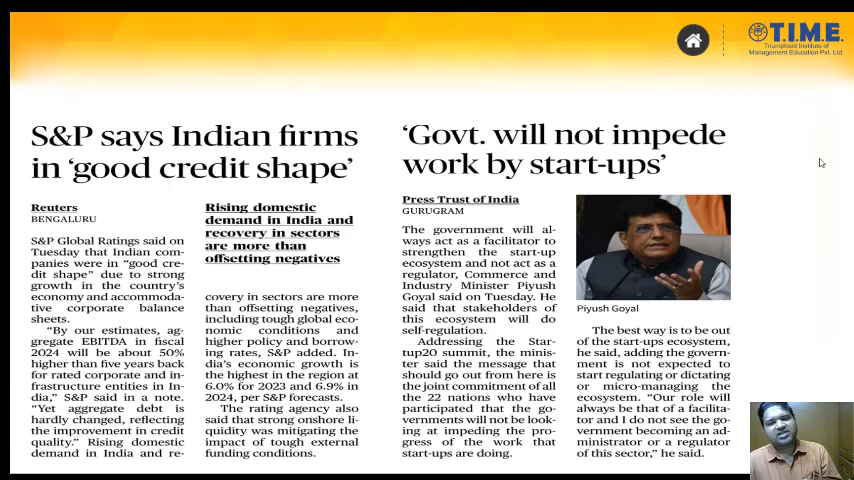 T.I.M.E.
Triumphant Institute of
Management Education Pvt. Ltd.
S&P says Indian firms
in ‘good credit shape’
Reuters
BENGALURU
S&P Global Ratings said on
Tuesday that Indian com-
panies were in “good cre-
dit shape” due to strong
growth in the country’s
economy and accommoda-
tive corporate balance
sheets.
“By our estimates, ag-
gregate EBITDA in fiscal
2024 will be about 50%
higher than five years back
for rated corporate and in-
frastructure entities in In-
dia,” S&P said in a note.
“Yet aggregate debt is
hardly changed, reflecting
the improvement in credit
quality.” Rising domestic
demand in India and re-
Rising domestic
demand in India and
recovery in sectors
are more than
offsetting negatives
covery in sectors are more
than offsetting negatives,
including tough global eco-
nomic conditions and
higher policy and borrow-
ing rates, S&P added. In-
dia’s economic growth is
the highest in the region at
6.0% for 2023 and 6.9% in
2024, per S&P forecasts.
The rating agency also
said that strong onshore li-
quidity was mitigating the
impact of tough external
funding conditions.
‘Govt. will not impede
work by start-ups’
Press Trust of India
GURUGRAM
The government will al-
ways act as a facilitator to
strengthen the start-up
ecosystem and not act as a
regulator, Commerce and
Industry Minister Piyush
Goyal said on Tuesday. He
said that stakeholders of
this ecosystem will do
self-regulation.
Addressing the Star-
tup20 summit, the minis-
ter said the message that
should go out from here is
the joint commitment of all
the 22 nations who have
participated that the go-
vernments will not be look-
ing at impeding the pro-
gress of the work that
start-ups are doing.
Piyush Goyal
The best way is to be out
of the start-ups ecosystem,
he said, adding the govern-
ment is not expected to
start regulating or dictating
or micro-managing the
ecosystem. “Our role will
always be that of a facilita-
tor and I do not see the go-
vernment becoming an ad-
ministrator or a regulator
of this sector,” he said.